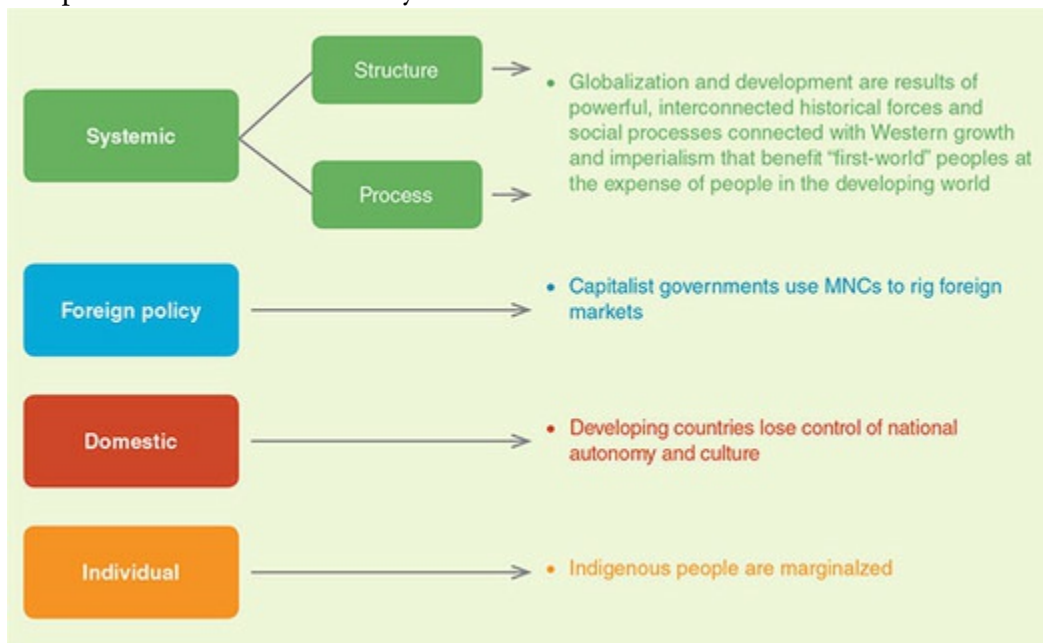 Systemic
Structure
Process
• Globalization and development are results of
powerful, interconnected historical forces and
social processes connected with Western growth
and imperialism that benefit “first-world” peoples at
the expense of people in the developing world
Foreign policy
• Capitalist governments use MNCs to rig foreign
markets
Domestic
• Developing countries lose control of national
autonomy and culture
Individual
• Indigenous people are marginalzed